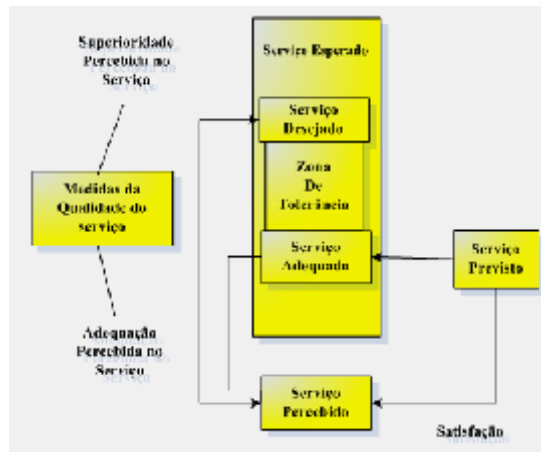 Superioridade
Percebida no
Serviço
Medidas da
Qualidade do
serviço
Adequação
Percebida no
Serviço
Serviço Esperado
Serviço
Desejado
Zona
De
Tolerância
Serviço
Adequado
Serviço
Previsto
Serviço
Percebido
Satisfação